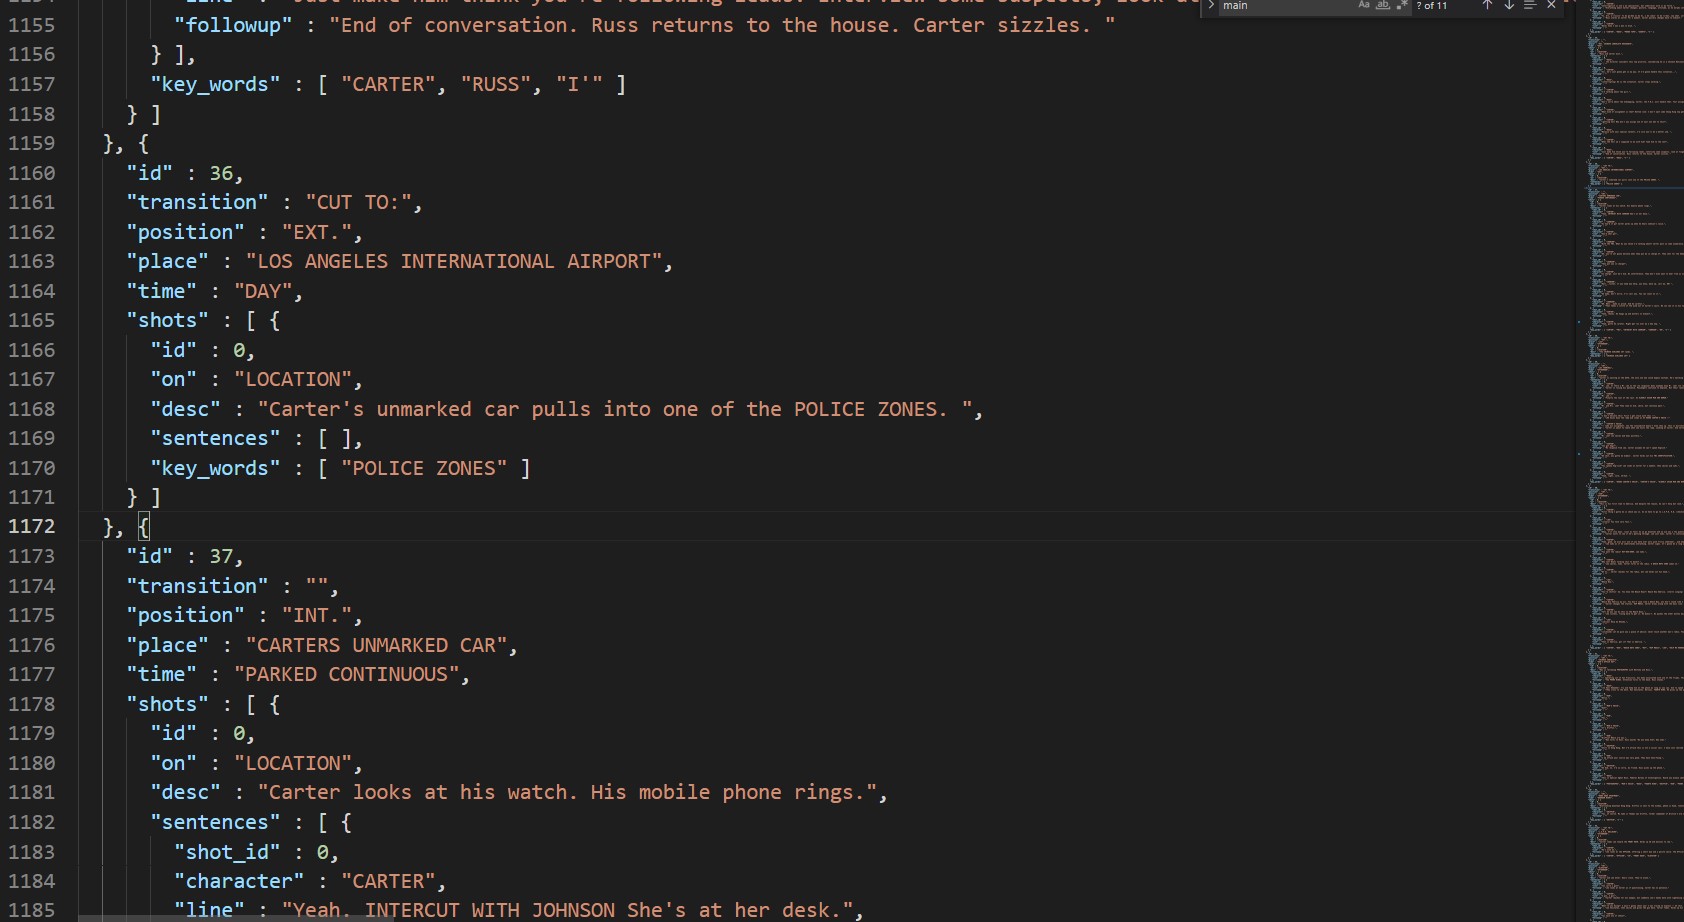 main
? of 11
1155 "followup" : "End of conversation. Russ returns to the house. Carter sizzles. "
1156 } ],
1157 "key_words" : [ "CARTER", "RUSS", "I'" ]
1158 } ]
1159 }, {
1160 "id" : 36,
1161 "transition" : "CUT TO:",
1162 "position" : "EXT.",
1163 "place" : "LOS ANGELES INTERNATIONAL AIRPORT",
1164 "time" : "DAY",
1165 "shots" : [ {
1166 "id" : 0,
1167 "on" : "LOCATION",
1168 "desc" : "Carter's unmarked car pulls into one of the POLICE ZONES. ",
1169 "sentences" : [ ],
1170 "key_words" : [ "POLICE ZONES" ]
1171 } ]
1172 }, {
1173 "id" : 37,
1174 "transition" : "",
1175 "position" : "INT.",
1176 "place" : "CARTERS UNMARKED CAR",
1177 "time" : "PARKED CONTINUOUS",
1178 "shots" : [ {
1179 "id" : 0,
1180 "on" : "LOCATION",
1181 "desc" : "Carter looks at his watch. His mobile phone rings.",
1182 "sentences" : [ {
1183 "shot_id" : 0,
1184 "character" : "CARTER",
1185 "line" : "Yeah. INTERCUT WITH JOHNSON She's at her desk.",